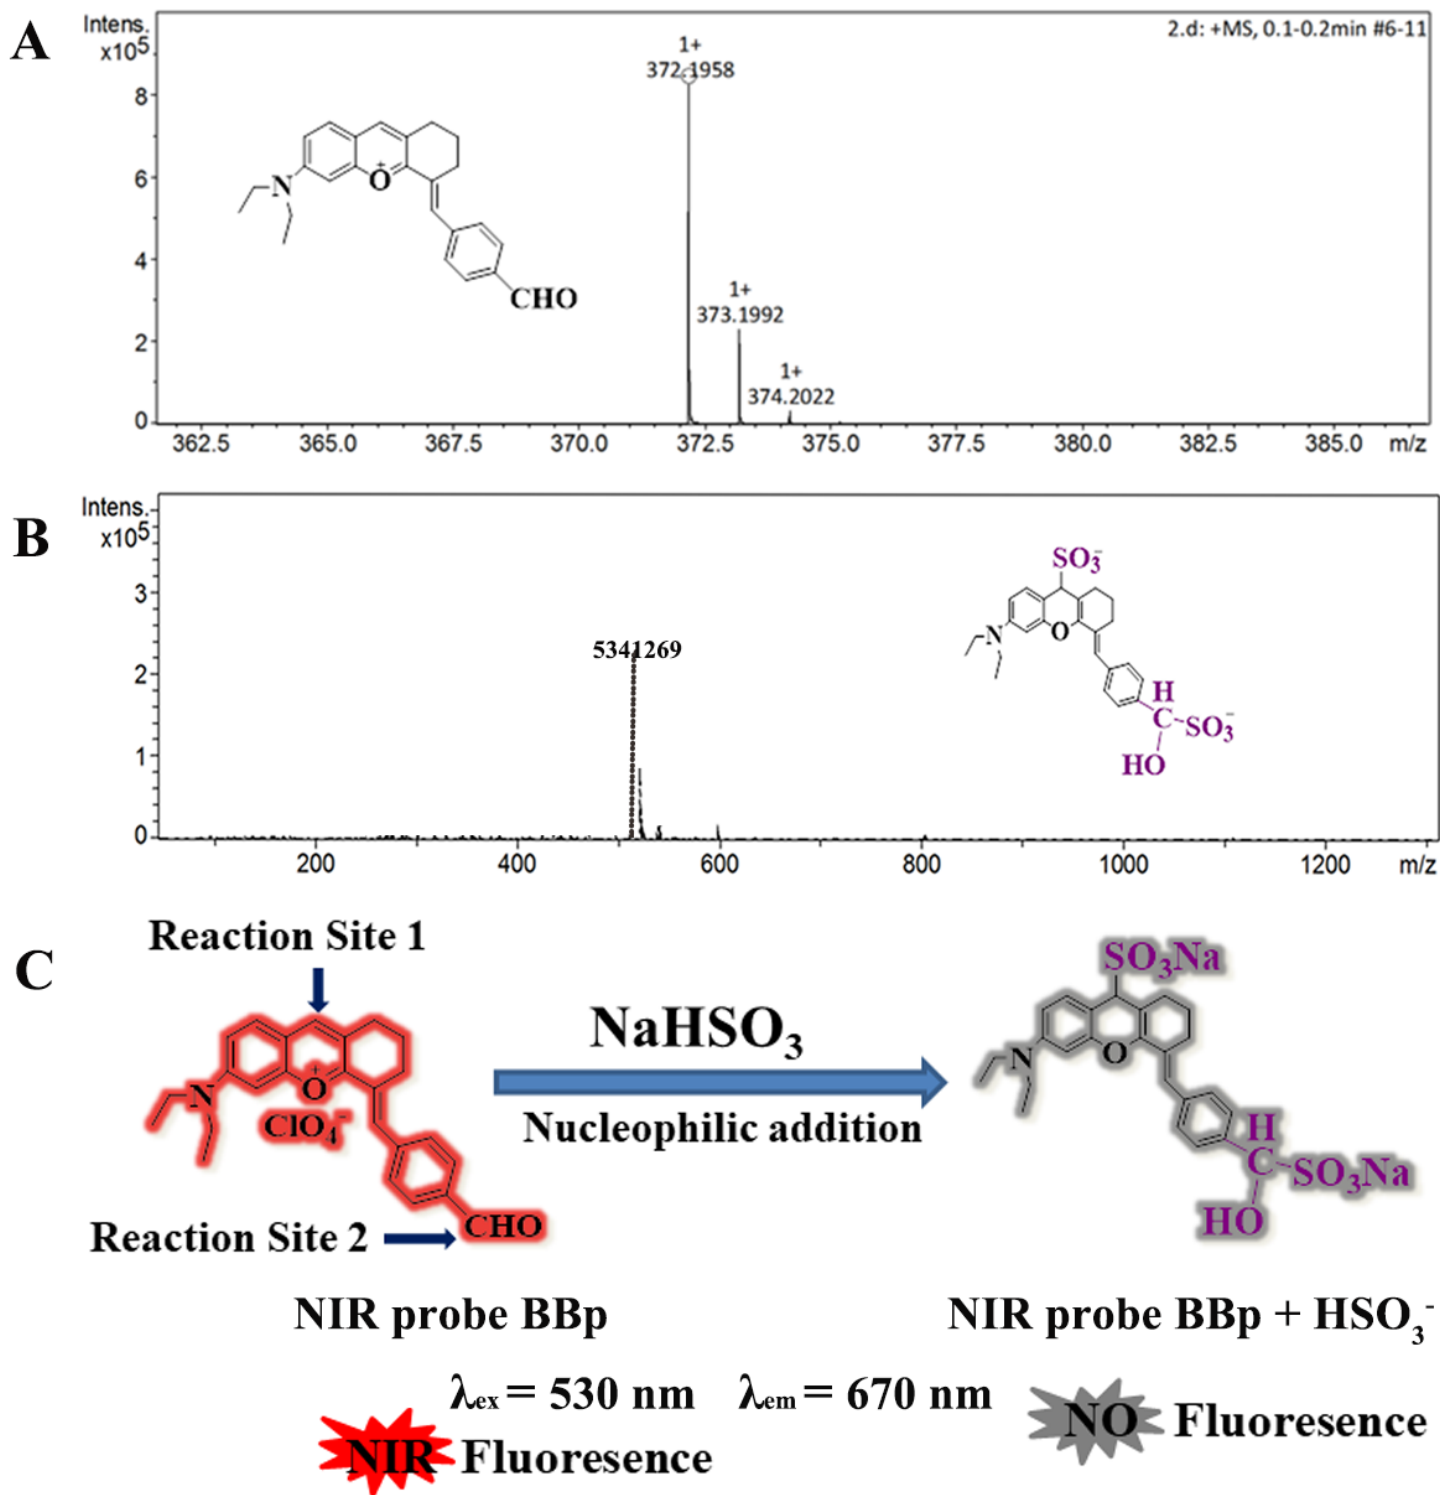 A
Intens.
x10⁵
2.d: +MS, 0.1-0.2min #6-11
1+
372.1958
8
6
4
2
0
1+
373.1992
1+
374.2022
O
+
N
CHO
362.5 365.0 367.5 370.0 372.5 375.0 377.5 380.0 382.5 385.0 m/z
B
Intens.
x10⁵
3
2
1
0
5341269
SO₃⁻
N
O
H
C-SO₃⁻
HO
200 400 600 800 1000 1200 m/z
C
Reaction Site 1
N
O
+
ClO₄⁻
CHO
Reaction Site 2
NaHSO₃
Nucleophilic addition
SO₃Na
N
O
H
C-SO₃Na
HO
NIR probe BBp
NIR probe BBp + HSO₃⁻
λex = 530 nm λem = 670 nm
NIR Fluoresence
NO Fluoresence